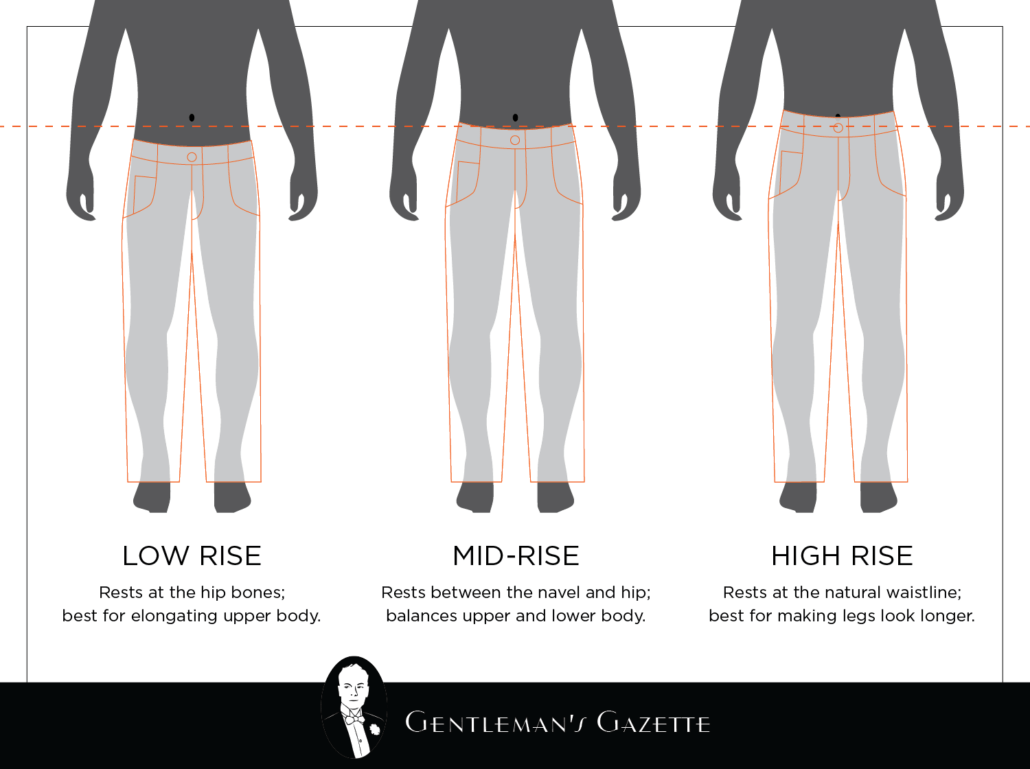 LOW RISE
Rests at the hip bones;
best for elongating upper body.
MID-RISE
Rests between the navel and hip;
balances upper and lower body.
HIGH RISE
Rests at the natural waistline;
best for making legs look longer.
GENTLEMAN'S GAZETTE